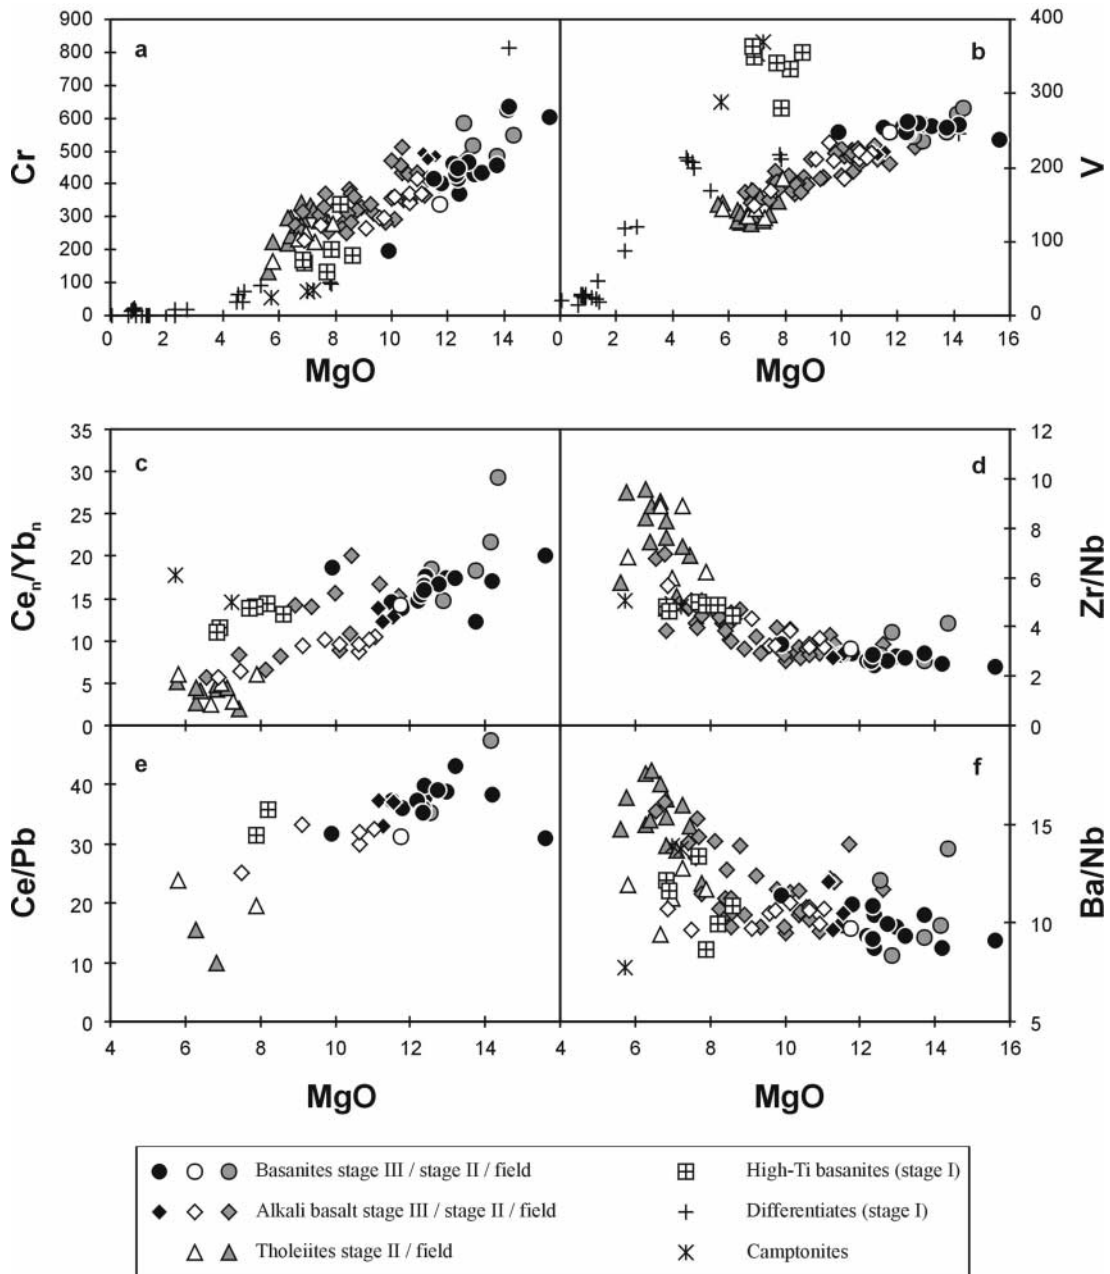 900
800
700
600
500
400
300
200
100
0
Cr
a
b
400
300
200
100
0
V
0 2 4 6 8 10 12 14
0 2 4 6 8 10 12 14 16
MgO
MgO
35
30
25
20
15
10
5
0
Ceₙ/Ybₙ
c
d
12
10
8
6
4
2
0
Zr/Nb
40
30
20
10
0
Ce/Pb
e
f
15
10
5
Ba/Nb
4 6 8 10 12 14
4 6 8 10 12 14 16
MgO
MgO
Basanites stage III / stage II / field
High-Ti basanites (stage I)
Alkali basalt stage III / stage II / field
Differentiates (stage I)
Tholeiites stage II / field
Camptonites